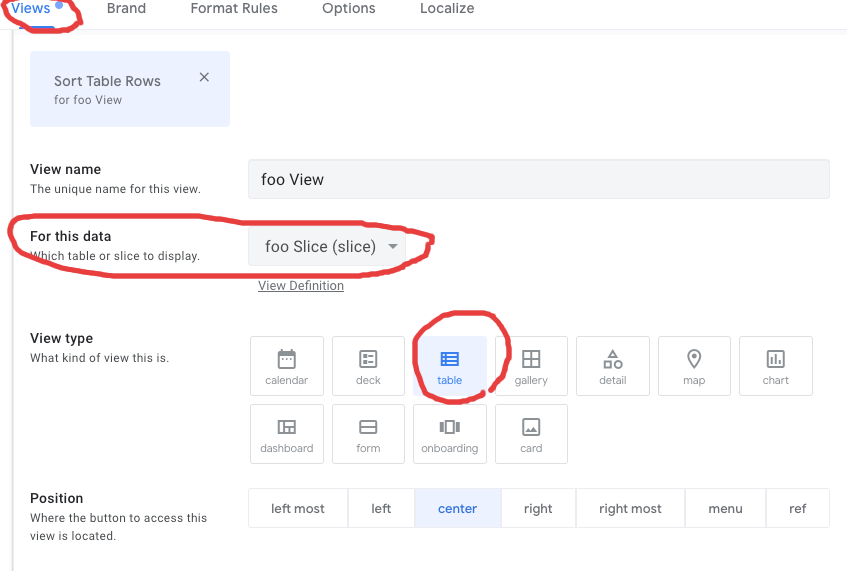 Views Brand Format Rules Options Localize
Sort Table Rows
for foo View
View name
The unique name for this view.
foo View
For this data
Which table or slice to display.
foo Slice (slice)
View Definition
View type
What kind of view this is.
calendar deck table gallery detail map chart
dashboard form onboarding card
Position
Where the button to access this
view is located.
left most left center right right most menu ref